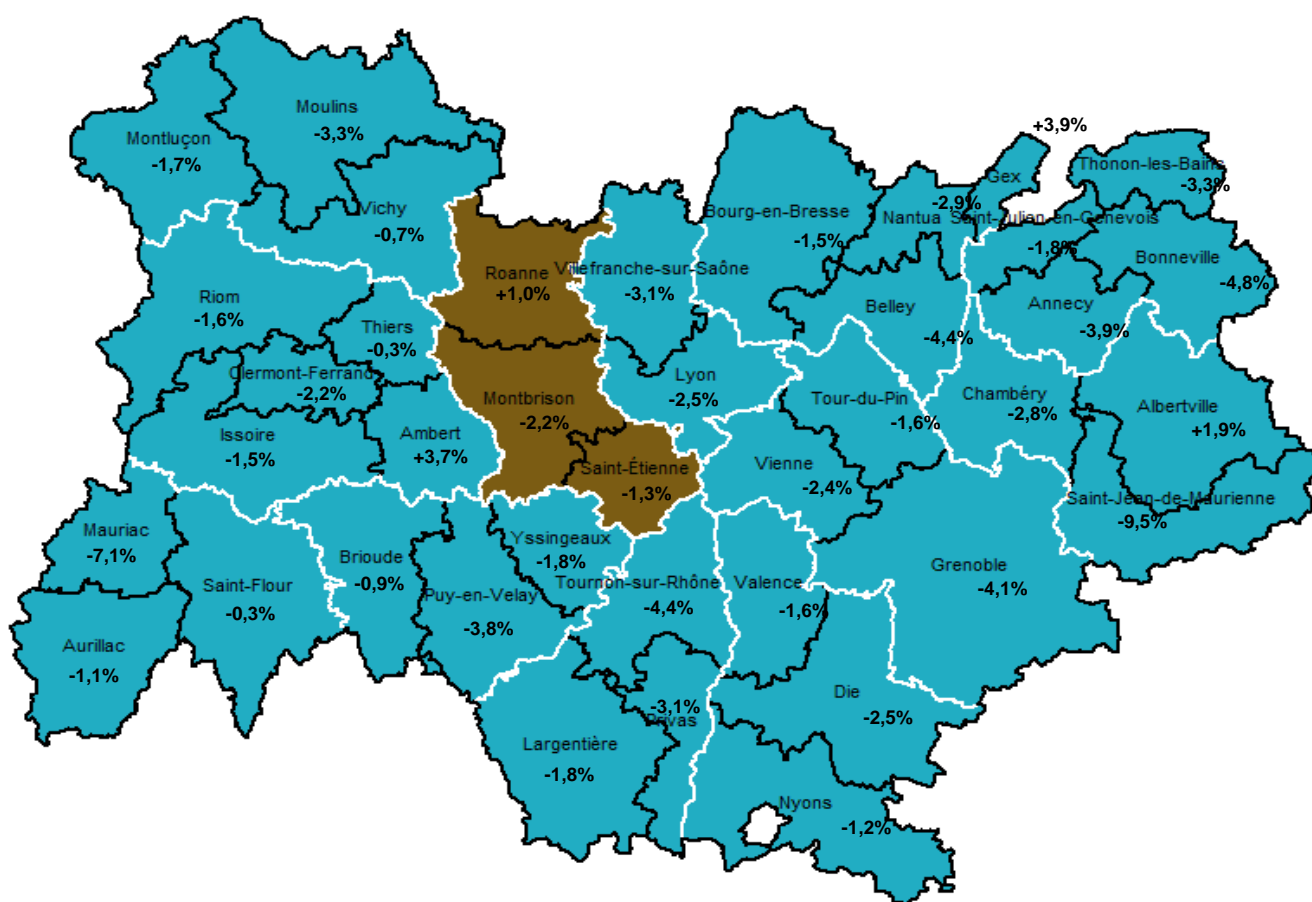 Moulins
-3,3%
Montluçon
-1,7%
Vichy
-0,7%
Roanne
+1,0%
Villefranche-sur-Saône
-3,1%
Bourg-en-Bresse
-1,5%
Nantua
-2,9%
Gex
+3,9%
Thonon-les-Bains
-3,3%
Saint-Julien-en-Genevois
-1,8%
Bonneville
-4,8%
Riom
-1,6%
Thiers
-0,3%
Belley
-4,4%
Annecy
-3,9%
Clermont-Ferrand
-2,2%
Montbrison
-2,2%
Lyon
-2,5%
Tour-du-Pin
-1,6%
Chambéry
-2,8%
Albertville
+1,9%
Issoire
-1,5%
Ambert
+3,7%
Saint-Étienne
-1,3%
Vienne
-2,4%
Saint-Jean-de-Maurienne
-9,5%
Mauriac
-7,1%
Saint-Flour
-0,3%
Brioude
-0,9%
Yssingeaux
-1,8%
Puy-en-Velay
-3,8%
Tournon-sur-Rhône
-4,4%
Valence
-1,6%
Grenoble
-4,1%
Aurillac
-1,1%
-3,1%
Privas
Die
-2,5%
Largentière
-1,8%
Nyons
-1,2%